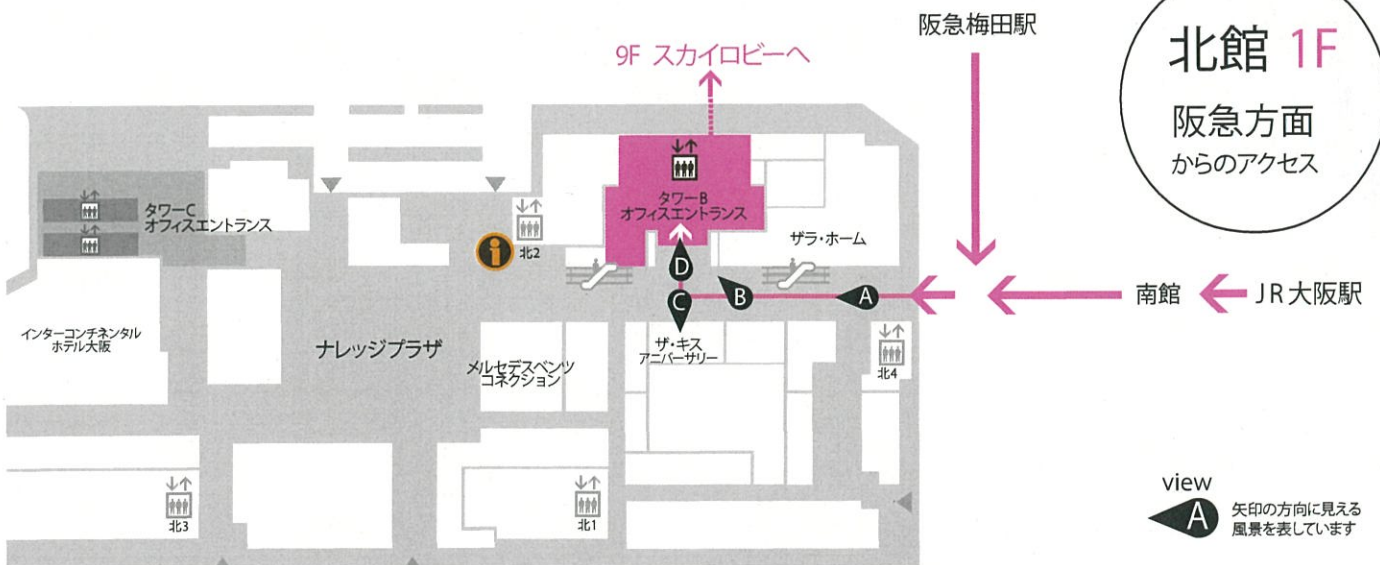 北館 1F
阪急方面
からのアクセス
阪急梅田駅
9F スカイロビーへ
タワーB
オフィスエントランス
タワーC
オフィスエントランス
i
北2
ザラ・ホーム
D
C
B
A
南館
JR大阪駅
インターコンチネンタル
ホテル大阪
ナレッジプラザ
メルセデスベンツ
コネクション
ザ・キス
アニバーサリー
北4
北3
北1
view
A
矢印の方向に見える
風景を表しています